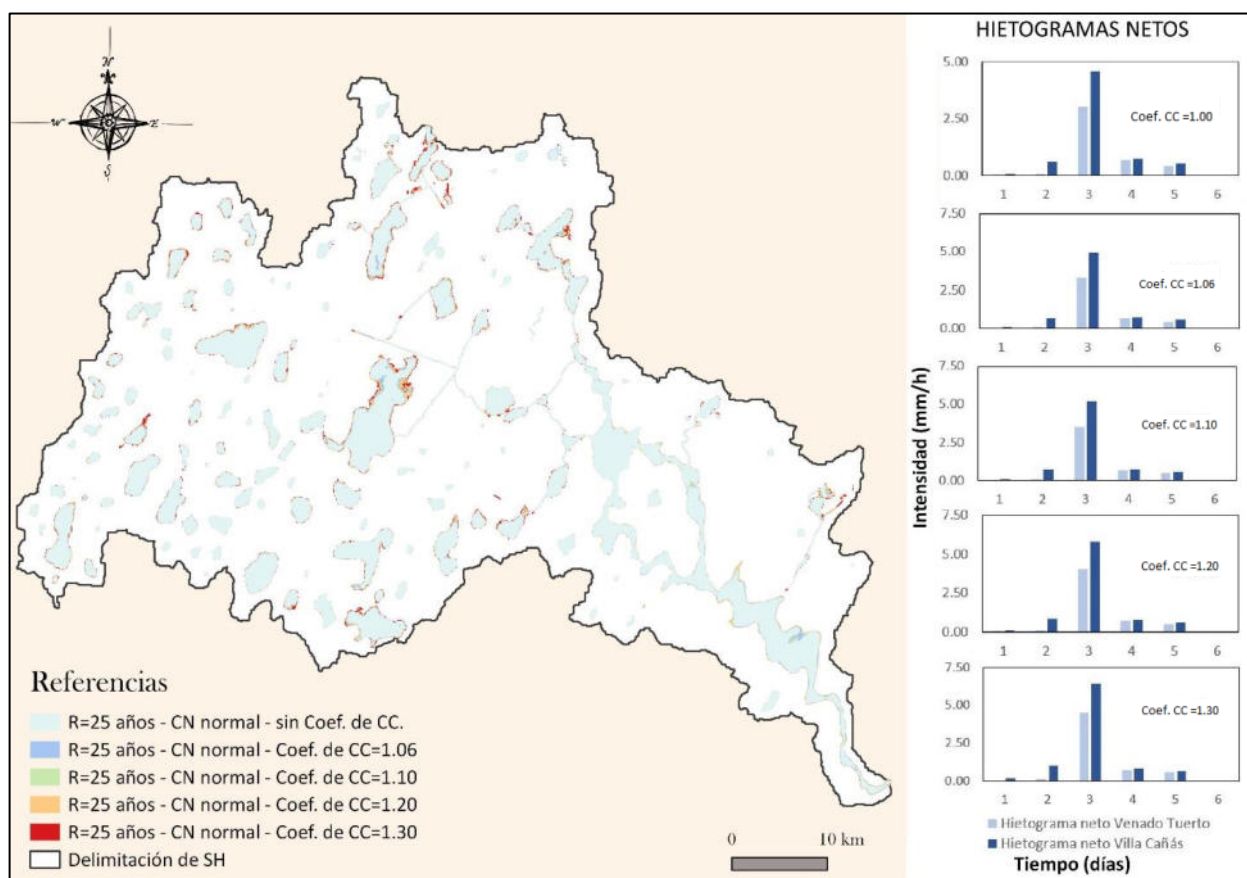 N
W
E
S
Referencias
R=25 años - CN normal - sin Coef. de CC.
R=25 años - CN normal - Coef. de CC=1.06
R=25 años - CN normal - Coef. de CC=1.10
R=25 años - CN normal - Coef. de CC=1.20
R=25 años - CN normal - Coef. de CC=1.30
Delimitación de SH
0 10 km
HIETOGRAMAS NETOS
Intensidad (mm/h)
5.00
2.50
0.00
Coef. CC =1.00
1 2 3 4 5 6
7.50
5.00
2.50
0.00
Coef. CC =1.06
1 2 3 4 5 6
7.50
5.00
2.50
0.00
Coef. CC =1.10
1 2 3 4 5 6
7.50
5.00
2.50
0.00
Coef. CC =1.20
1 2 3 4 5 6
7.50
5.00
2.50
0.00
Coef. CC =1.30
1 2 3 4 5 6
Hietograma neto Venado Tuerto
Hietograma neto Villa Cañás
Tiempo (días)